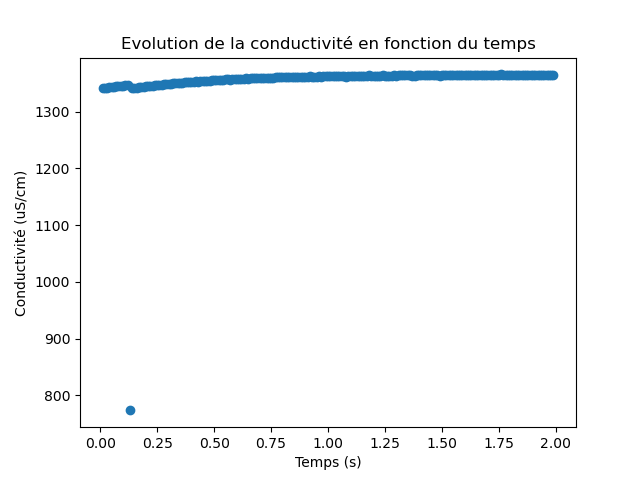 Evolution de la conductivité en fonction du temps
Conductivité (uS/cm)
1300
1200
1100
1000
900
800
0.00 0.25 0.50 0.75 1.00 1.25 1.50 1.75 2.00
Temps (s)